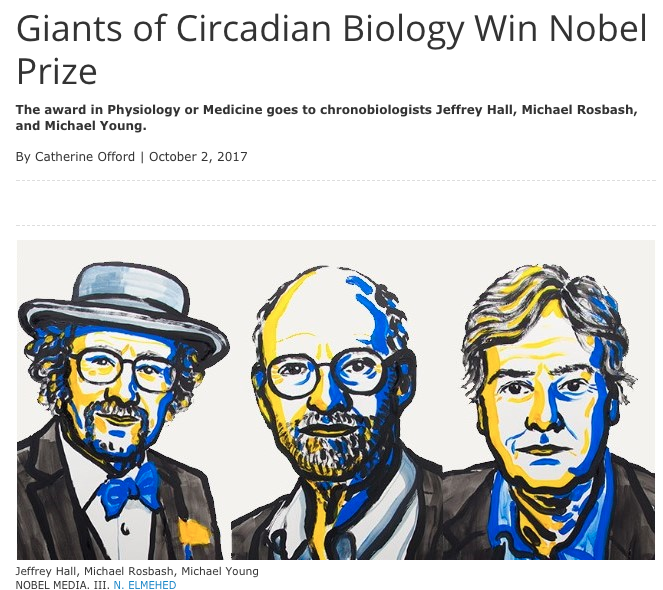 Giants of Circadian Biology Win Nobel
Prize
The award in Physiology or Medicine goes to chronobiologists Jeffrey Hall, Michael Rosbash,
and Michael Young.
By Catherine Offord | October 2, 2017
Jeffrey Hall, Michael Rosbash, Michael Young
NOBEL MEDIA. III. N. ELMEHED